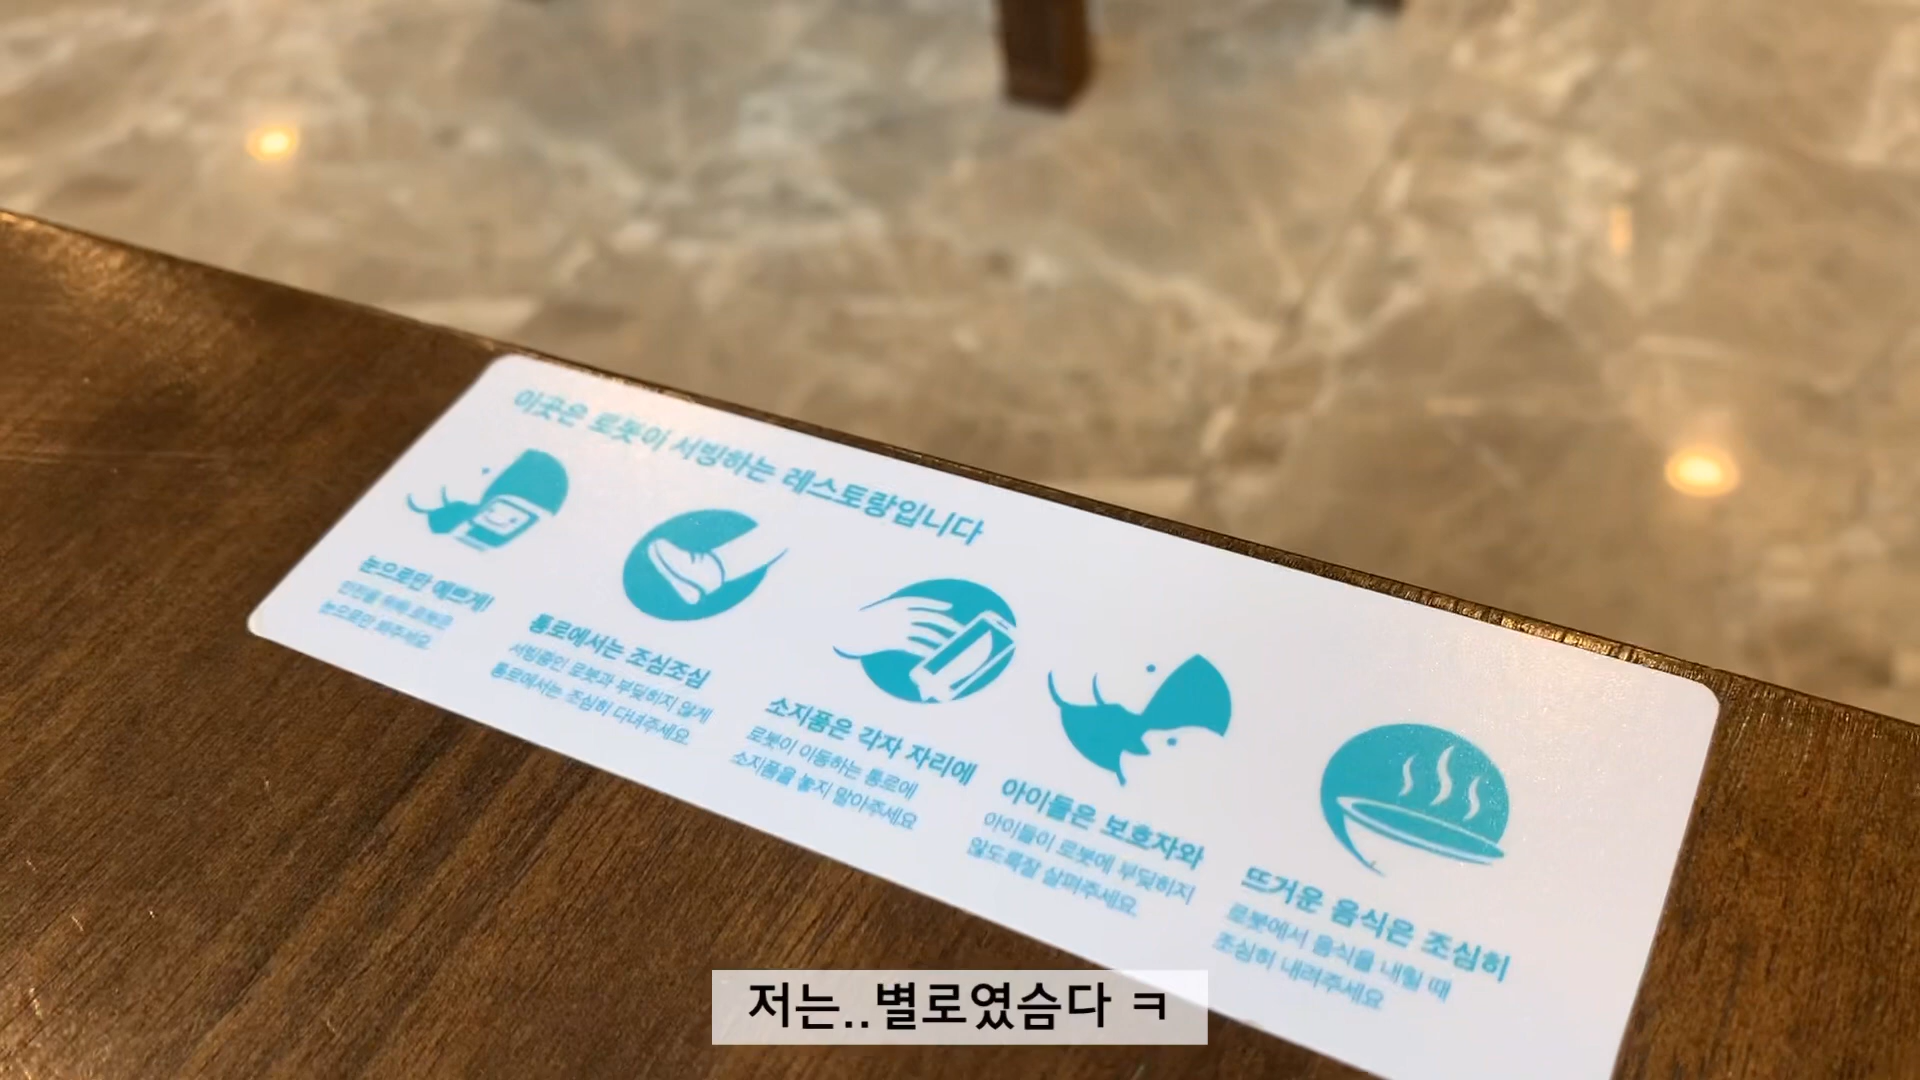 이곳은 로봇이 서빙하는 레스토랑입니다
눈으로만 예쁘게!
안전을 위해 로봇은
눈으로만 봐주세요
통로에서는 조심조심
서빙중인 로봇과 부딪히지 않게
통로에서는 조심히 다녀주세요
소지품은 각자 자리에
로봇이 이동하는 통로에
소지품을 놓지 말아주세요
아이들은 보호자와
아이들이 로봇에 부딪히지
않도록잘 살펴주세요
뜨거운 음식은 조심히
로봇에서 음식을 내릴 때
조심히 내려주세요
저는..별로였슴다 ㅋ